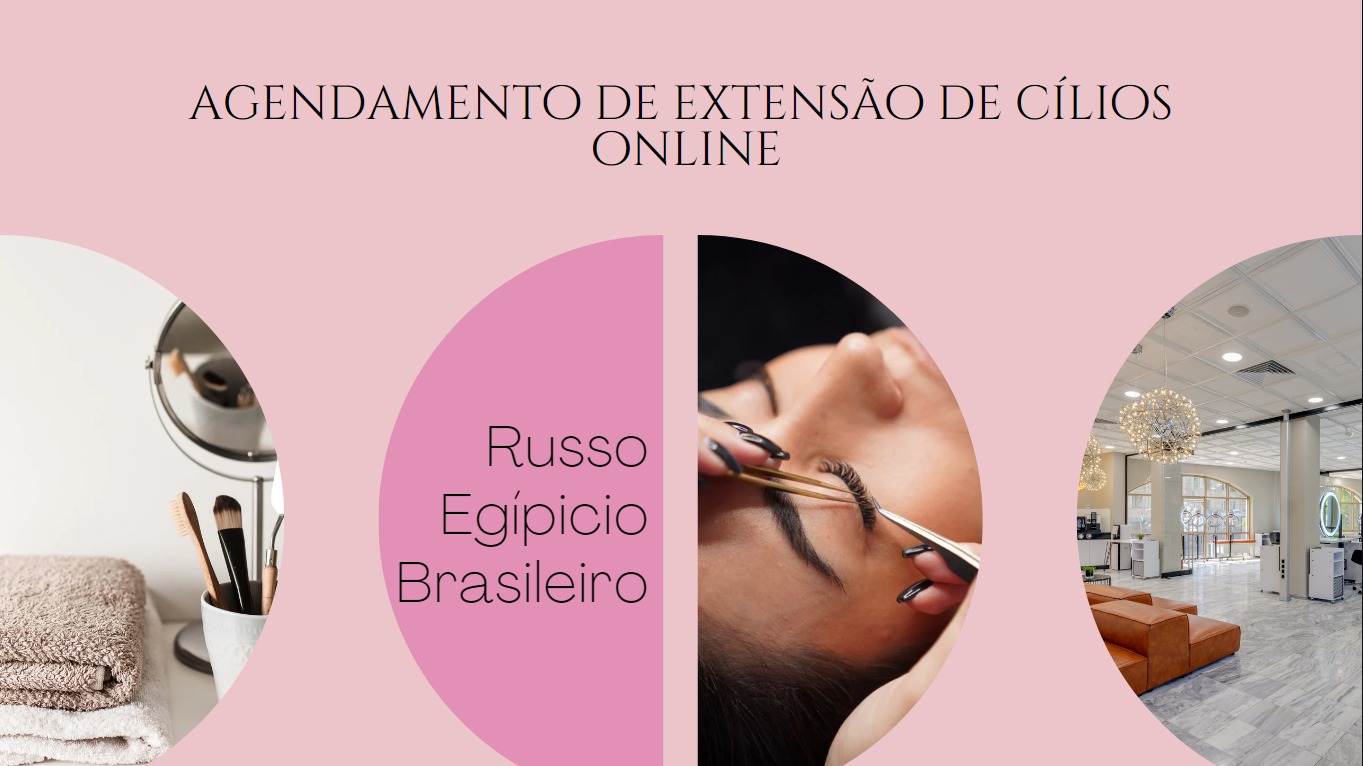 AGENDAMENTO DE EXTENSÃO DE CÍLIOS
ONLINE
Russo
Egípicio
Brasileiro